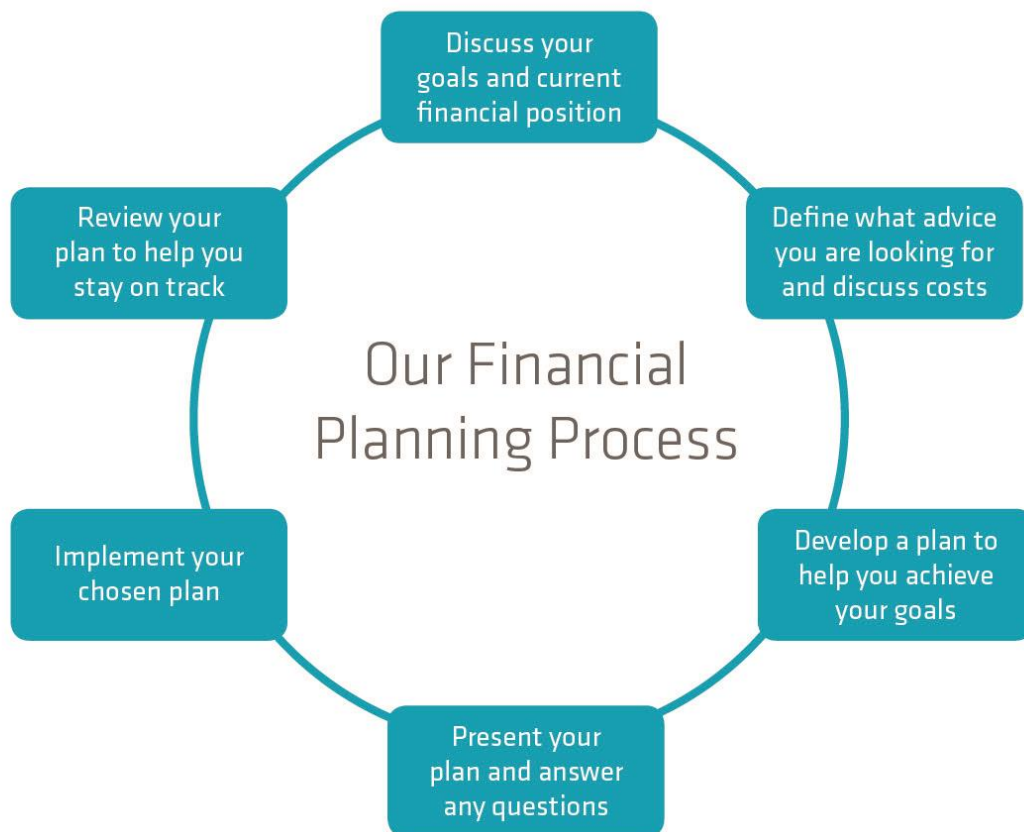 Discuss your
goals and current
financial position
Define what advice
you are looking for
and discuss costs
Develop a plan to
help you achieve
your goals
Present your
plan and answer
any questions
Implement your
chosen plan
Review your
plan to help you
stay on track
Our Financial
Planning Process